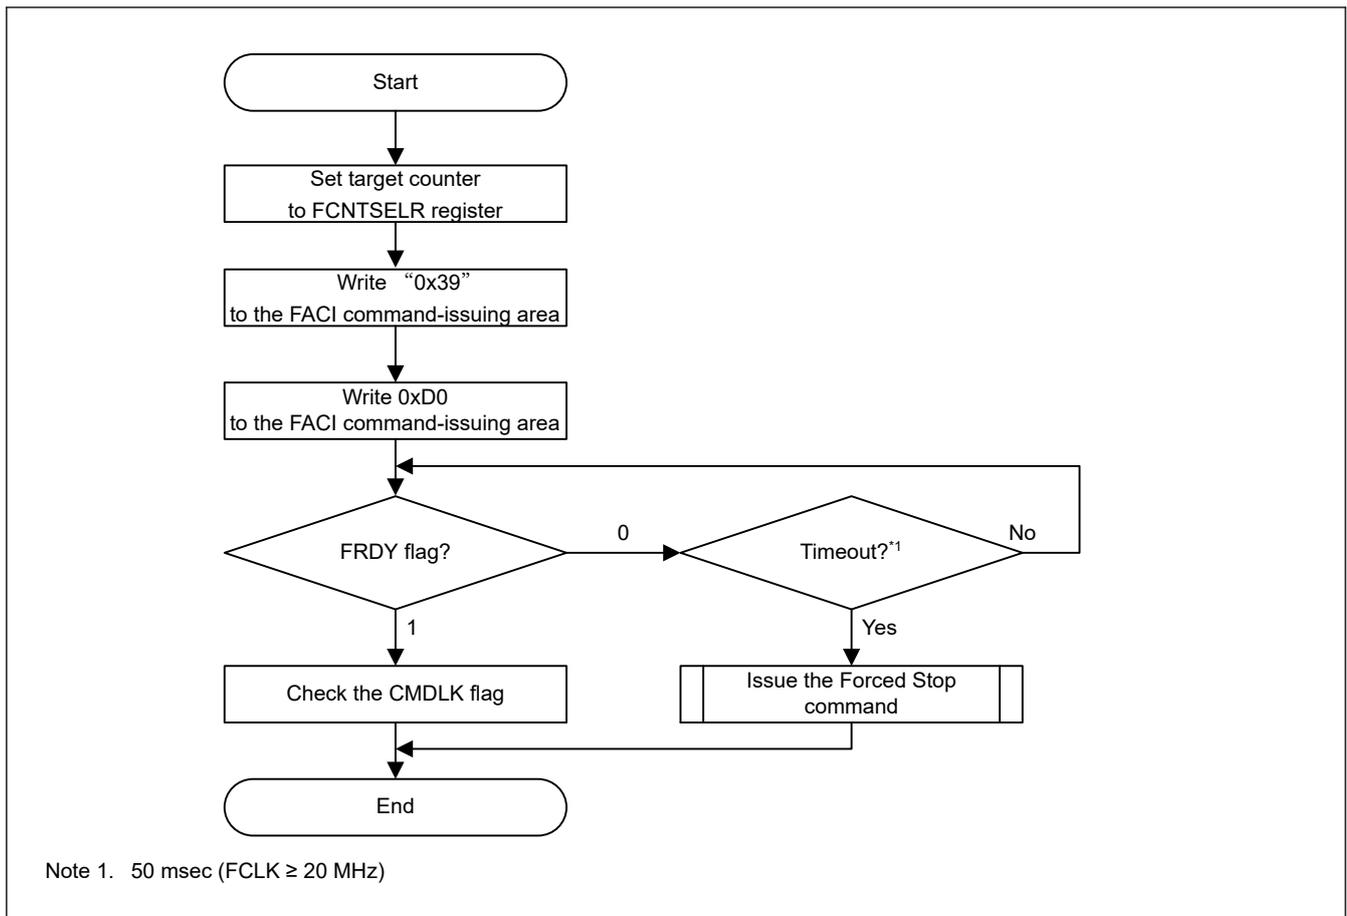 Start
Set target counter
to FCNTSELR register
Write “0x39”
to the FACI command-issuing area
Write 0xD0
to the FACI command-issuing area
FRDY flag?
0
Timeout?*1
No
1
Yes
Check the CMDLK flag
Issue the Forced Stop
command
End
Note 1. 50 msec (FCLK ≥ 20 MHz)